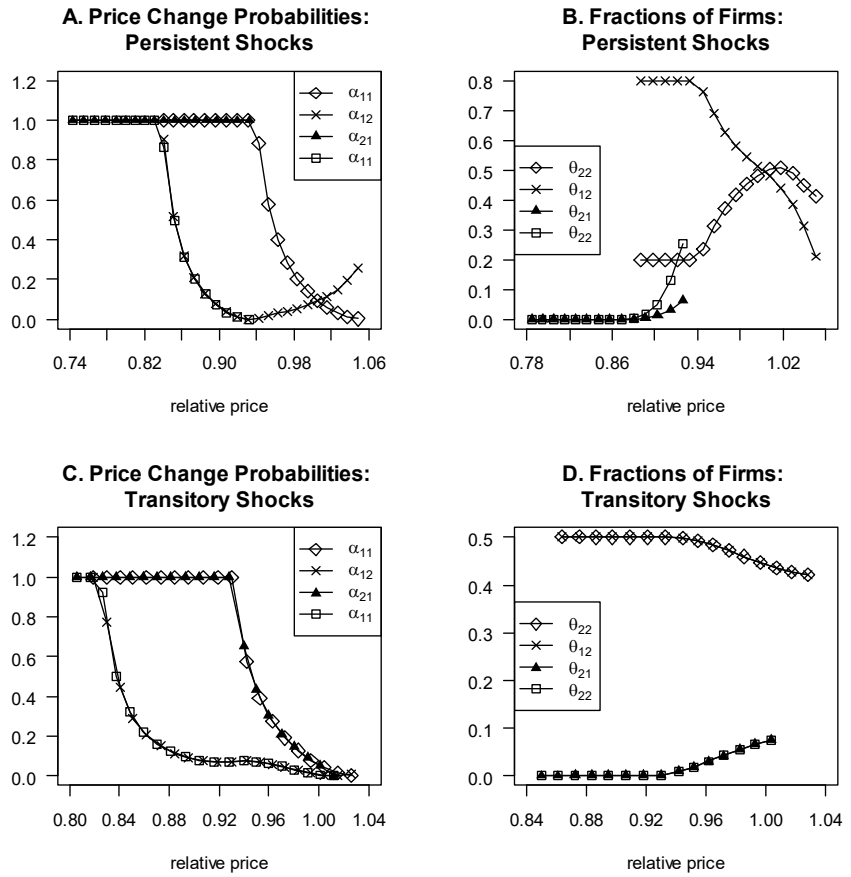 A. Price Change Probabilities:
Persistent Shocks
1.2
1.0
0.8
0.6
0.4
0.2
0.0
α11
α12
α21
α11
0.74 0.82 0.90 0.98 1.06
relative price
B. Fractions of Firms:
Persistent Shocks
0.8
0.7
0.6
0.5
0.4
0.3
0.2
0.1
0.0
θ22
θ12
θ21
θ22
0.78 0.86 0.94 1.02
relative price
C. Price Change Probabilities:
Transitory Shocks
1.2
1.0
0.8
0.6
0.4
0.2
0.0
α11
α12
α21
α11
0.80 0.84 0.88 0.92 0.96 1.00 1.04
relative price
D. Fractions of Firms:
Transitory Shocks
0.5
0.4
0.3
0.2
0.1
0.0
θ22
θ12
θ21
θ22
0.84 0.88 0.92 0.96 1.00 1.04
relative price